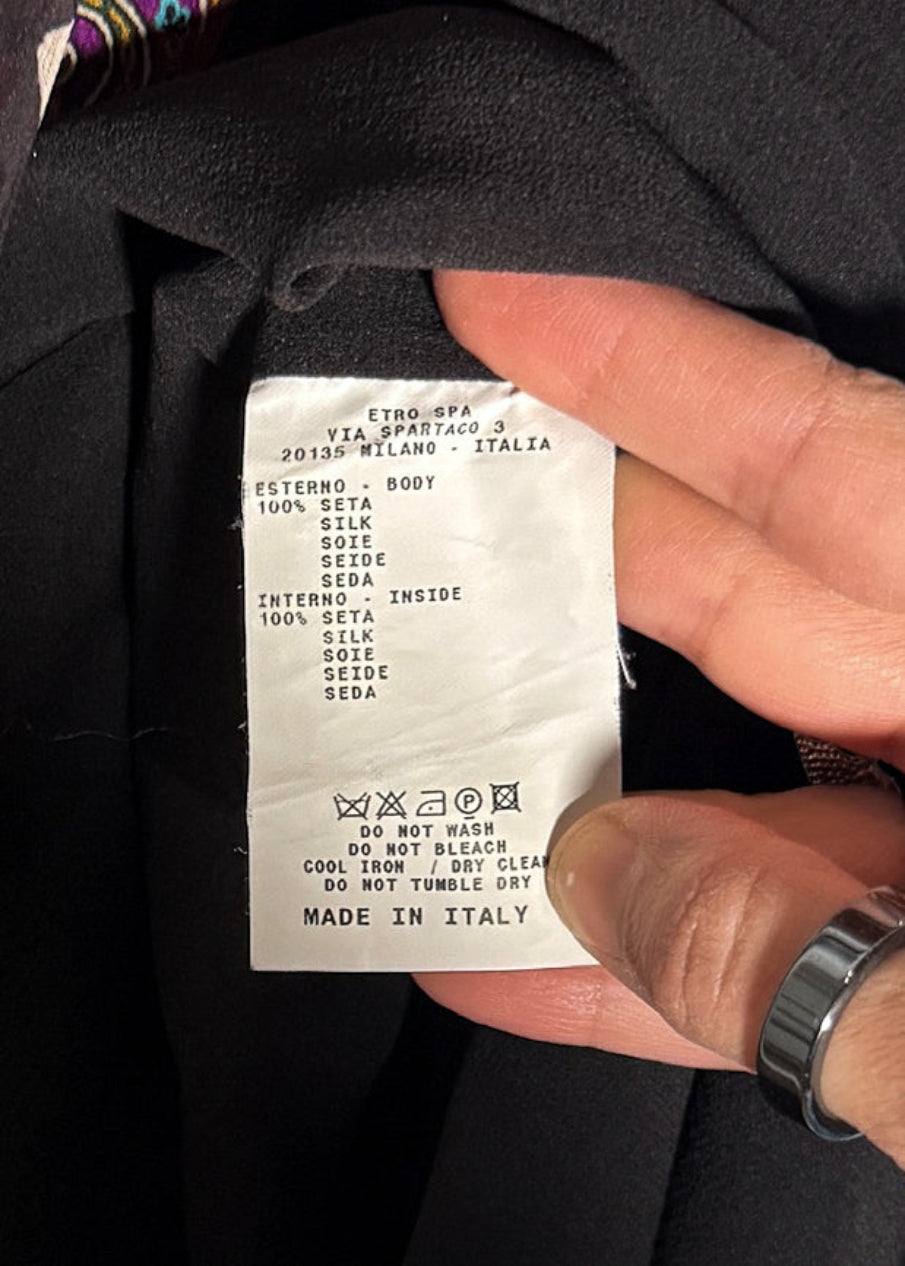 ETRO SPA
VIA SPARTACO 3
20135 MILANO - ITALIA
ESTERNO - BODY
100% SETA
SILK
SOIE
SEIDE
SEDA
INTERNO - INSIDE
100% SETA
SILK
SOIE
SEIDE
SEDA
P
DO NOT WASH
DO NOT BLEACH
COOL IRON / DRY CLEAN
DO NOT TUMBLE DRY
MADE IN ITALY